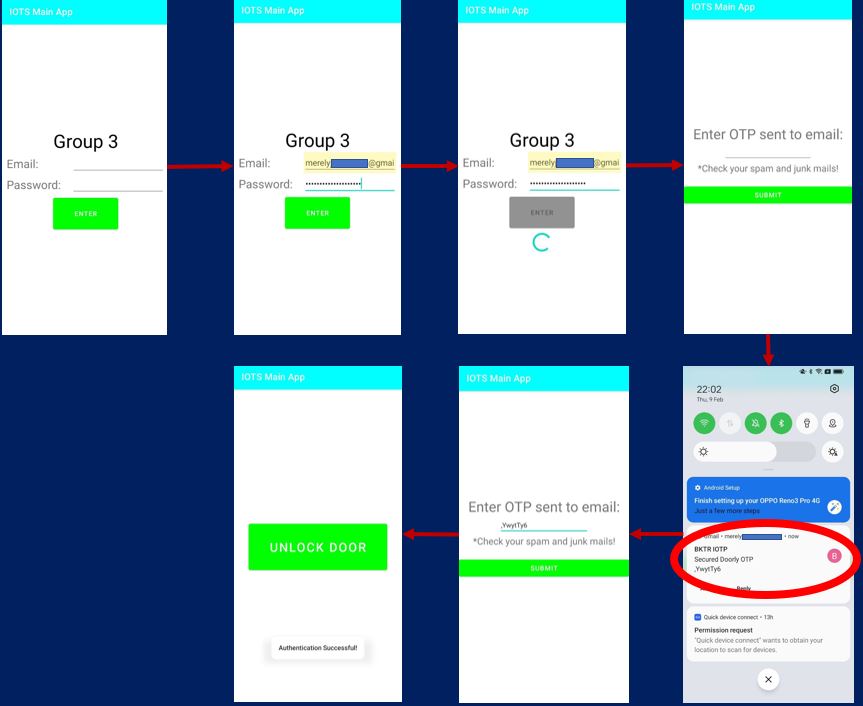 IOTS Main App
Group 3
Email:
Password:
ENTER
IOTS Main App
Group 3
Email: merely @gmai
Password: ••••••••••••••••••••
ENTER
IOTS Main App
Group 3
Email: merely @gmai
Password: ••••••••••••••••••••
ENTER
IOTS Main App
Enter OTP sent to email:
*Check your spam and junk mails!
SUBMIT
22:02
Thu, 9 Feb
Android Setup
Finish setting up your OPPO Reno3 Pro 4G
Just a few more steps
Gmail • merely • now
BKTR IOTP
B
Secured Doorly OTP
,YwytTy6
Reply
Quick device connect • 13h
Permission request
"Quick device connect" wants to obtain your
location to scan for devices.
IOTS Main App
Enter OTP sent to email:
,YwytTy6
*Check your spam and junk mails!
SUBMIT
IOTS Main App
UNLOCK DOOR
Authentication Successful!